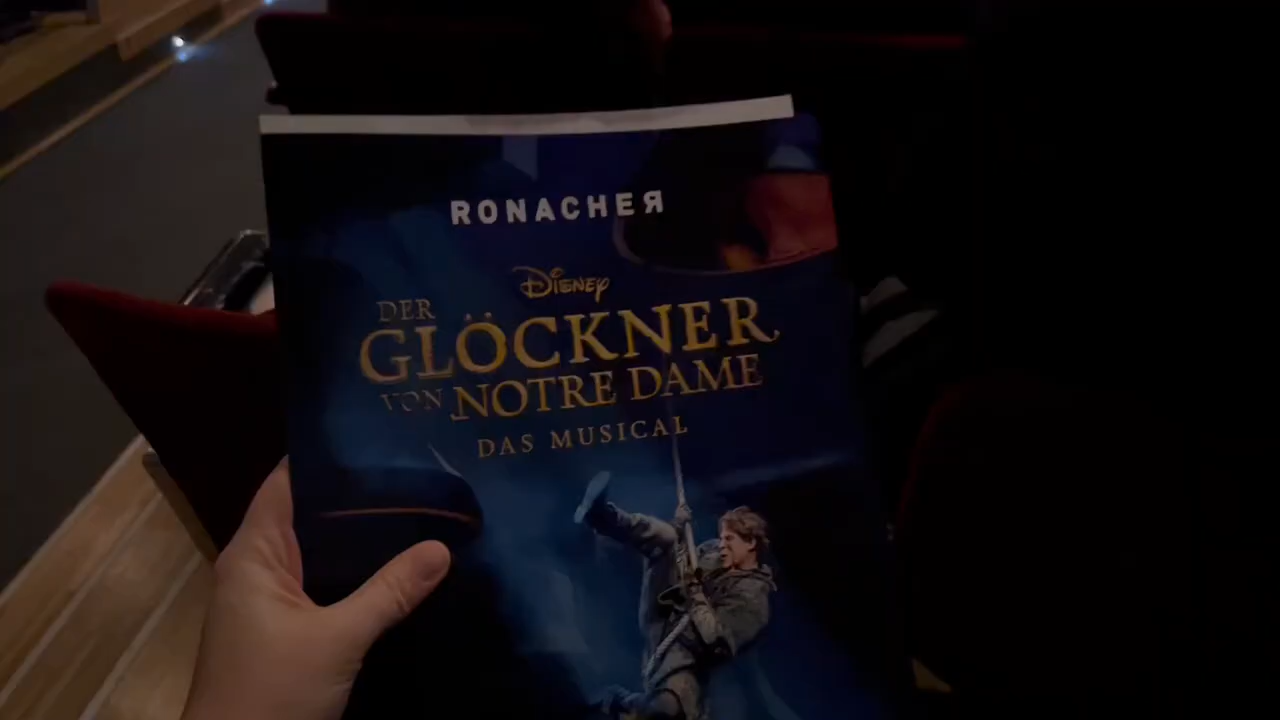 RONACHER
DISNEY
DER
GLÖCKNER
VON NOTRE DAME
DAS MUSICAL